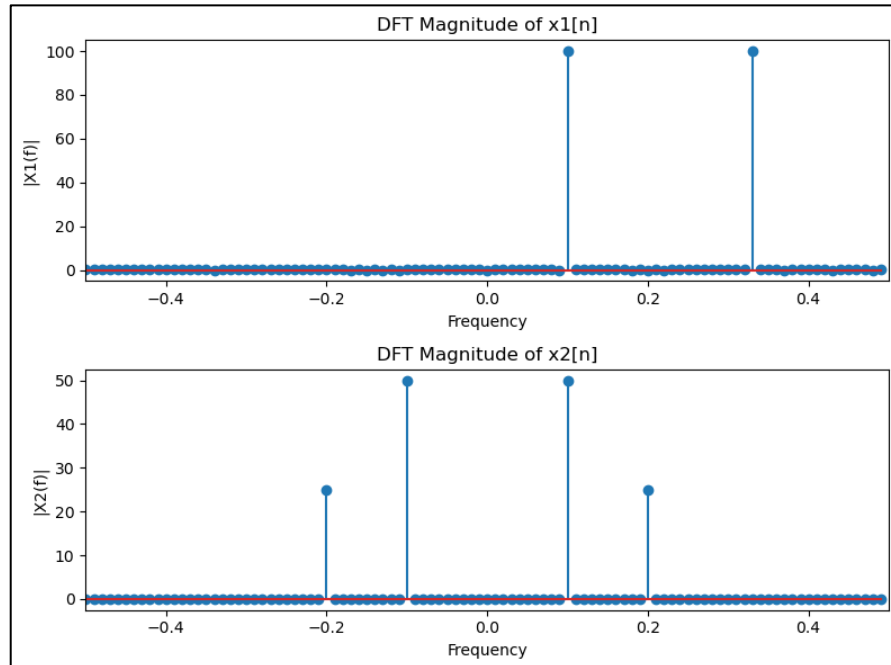 DFT Magnitude of x1[n]
100
80
60
40
20
0
|X1(f)|
−0.4 −0.2 0.0 0.2 0.4
Frequency
DFT Magnitude of x2[n]
50
40
30
20
10
0
|X2(f)|
−0.4 −0.2 0.0 0.2 0.4
Frequency